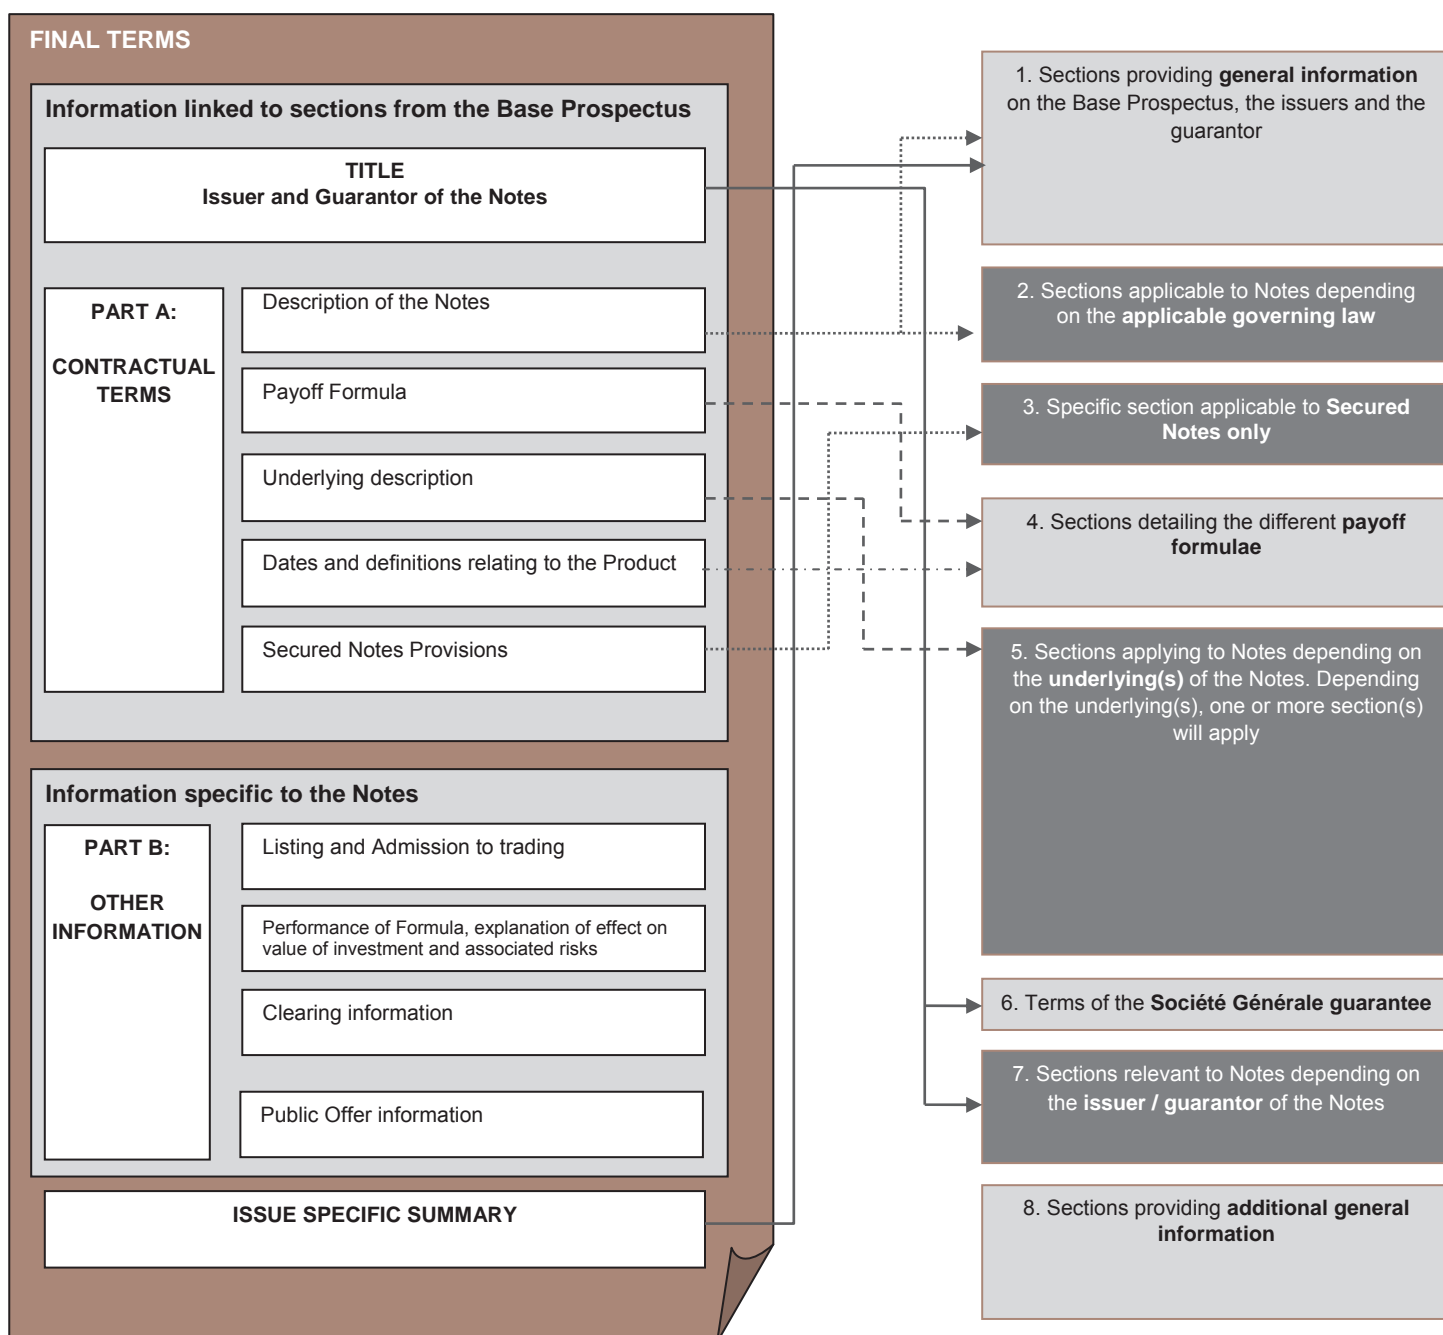 FINAL TERMS
Information linked to sections from the Base Prospectus
TITLE
Issuer and Guarantor of the Notes
PART A:
CONTRACTUAL
TERMS
Description of the Notes
Payoff Formula
Underlying description
Dates and definitions relating to the Product
Secured Notes Provisions
Information specific to the Notes
PART B:
OTHER
INFORMATION
Listing and Admission to trading
Performance of Formula, explanation of effect on
value of investment and associated risks
Clearing information
Public Offer information
ISSUE SPECIFIC SUMMARY
1. Sections providing general information
on the Base Prospectus, the issuers and the
guarantor
2. Sections applicable to Notes depending
on the applicable governing law
3. Specific section applicable to Secured
Notes only
4. Sections detailing the different payoff
formulae
5. Sections applying to Notes depending on
the underlying(s) of the Notes. Depending
on the underlying(s), one or more section(s)
will apply
6. Terms of the Société Générale guarantee
7. Sections relevant to Notes depending on
the issuer / guarantor of the Notes
8. Sections providing additional general
information